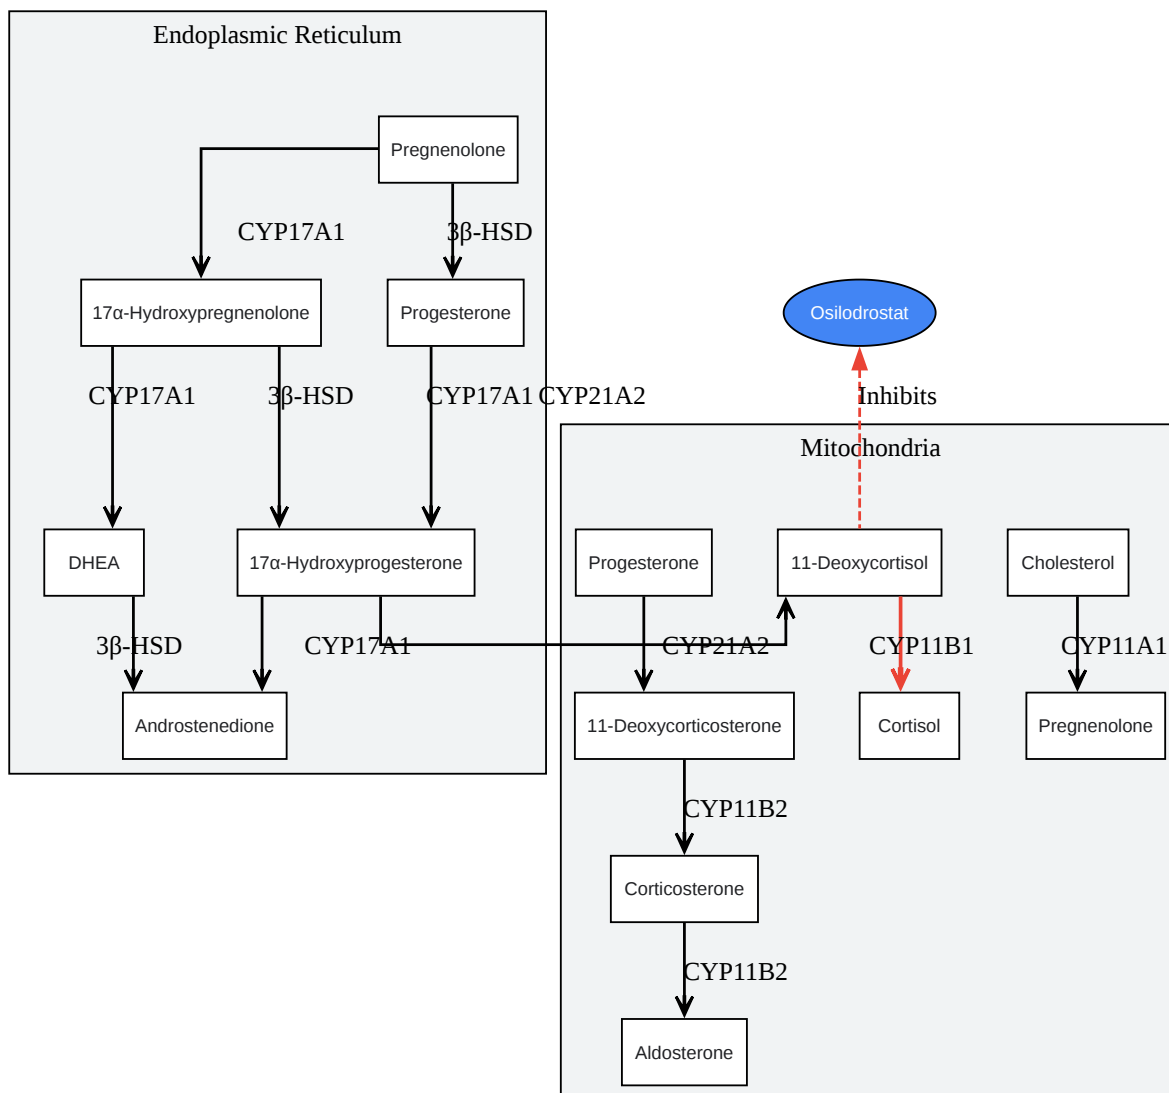 Endoplasmic Reticulum
Pregnenolone
CYP17A1
3β-HSD
17α-Hydroxypregnenolone
Progesterone
Osilodrostat
CYP17A1
3β-HSD
CYP17A1
CYP21A2
Inhibits
Mitochondria
DHEA
17α-Hydroxyprogesterone
Progesterone
11-Deoxycortisol
Cholesterol
3β-HSD
CYP17A1
CYP21A2
CYP11B1
CYP11A1
Androstenedione
11-Deoxycorticosterone
Cortisol
Pregnenolone
CYP11B2
Corticosterone
CYP11B2
Aldosterone